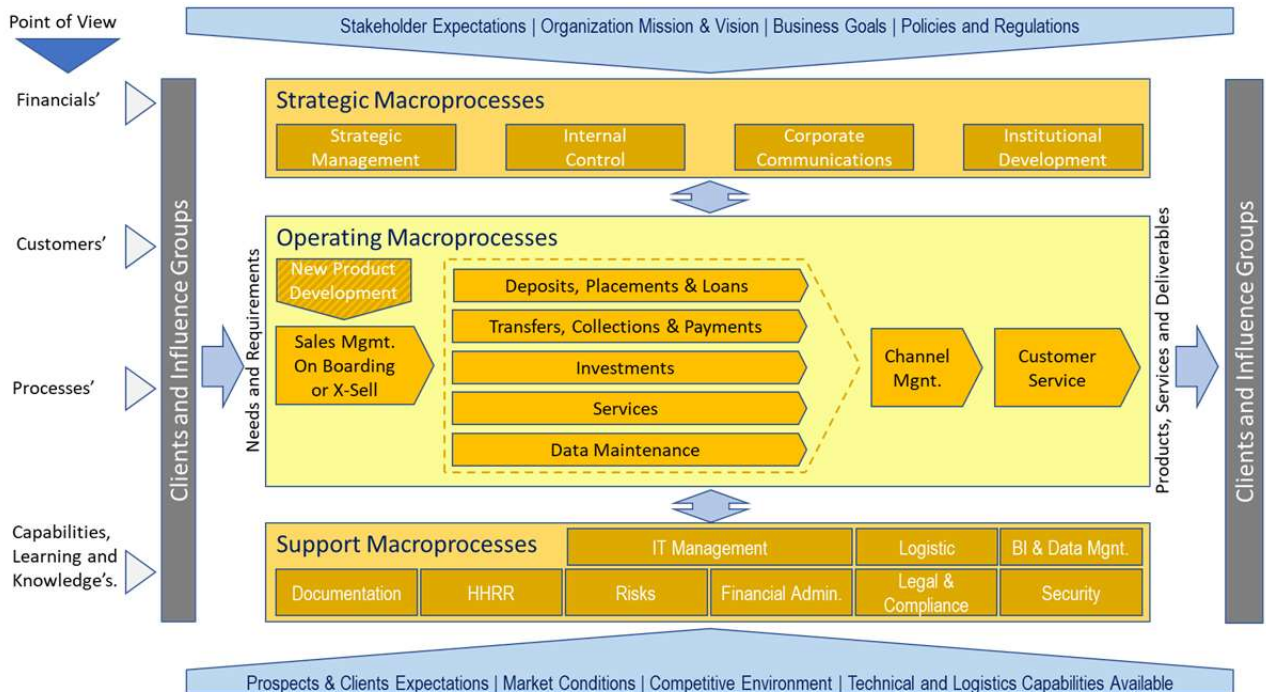 Point of View
Stakeholder Expectations | Organization Mission & Vision | Business Goals | Policies and Regulations
Financials'
Customers'
Processes'
Capabilities,
Learning and
Knowledge's.
Clients and Influence Groups
Needs and Requirements
Strategic Macroprocesses
Strategic
Management
Internal
Control
Corporate
Communications
Institutional
Development
Operating Macroprocesses
New Product
Development
Sales Mgmt.
On Boarding
or X-Sell
Deposits, Placements & Loans
Transfers, Collections & Payments
Investments
Services
Data Maintenance
Channel
Mgnt.
Customer
Service
Support Macroprocesses
IT Management
Logistic
BI & Data Mgnt.
Documentation
HHRR
Risks
Financial Admin.
Legal &
Compliance
Security
Products, Services and Deliverables
Clients and Influence Groups
Prospects & Clients Expectations | Market Conditions | Competitive Environment | Technical and Logistics Capabilities Available